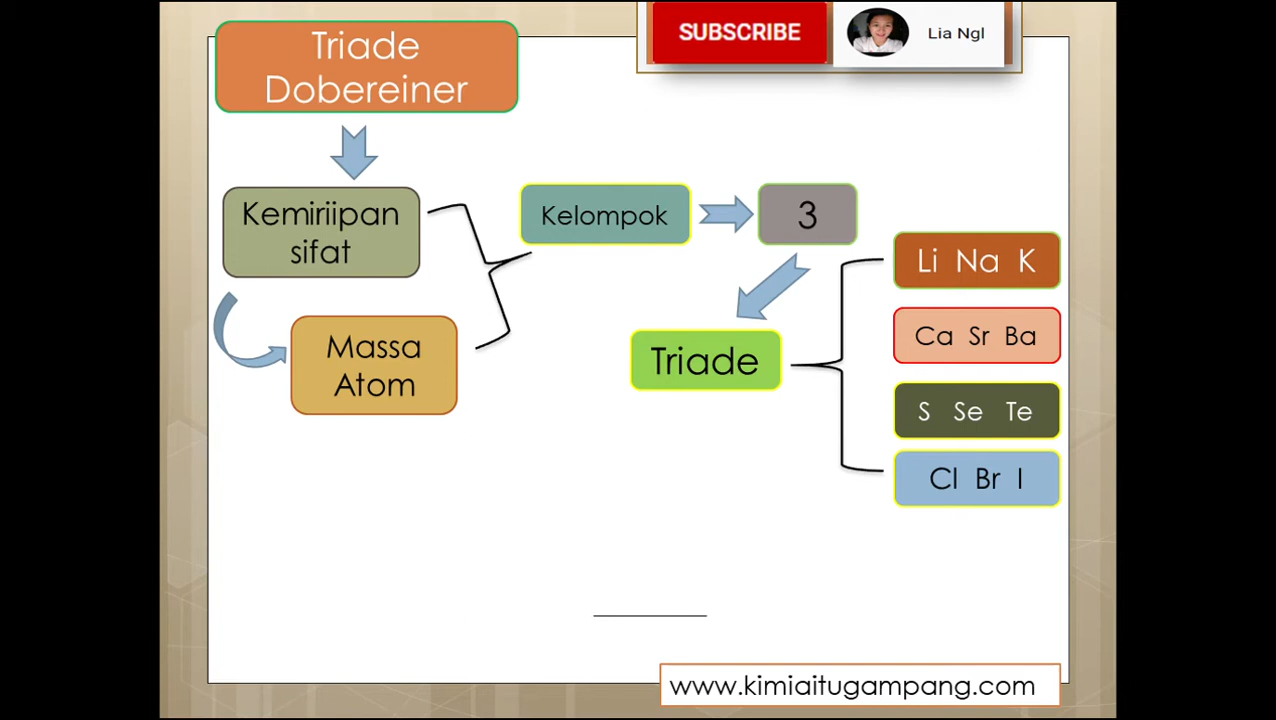 Triade
Dobereiner
SUBSCRIBE
Lia Ngl
Kemiriipan
sifat
Kelompok
3
Massa
Atom
Triade
Li Na K
Ca Sr Ba
S Se Te
Cl Br I
www.kimiaitugampang.com